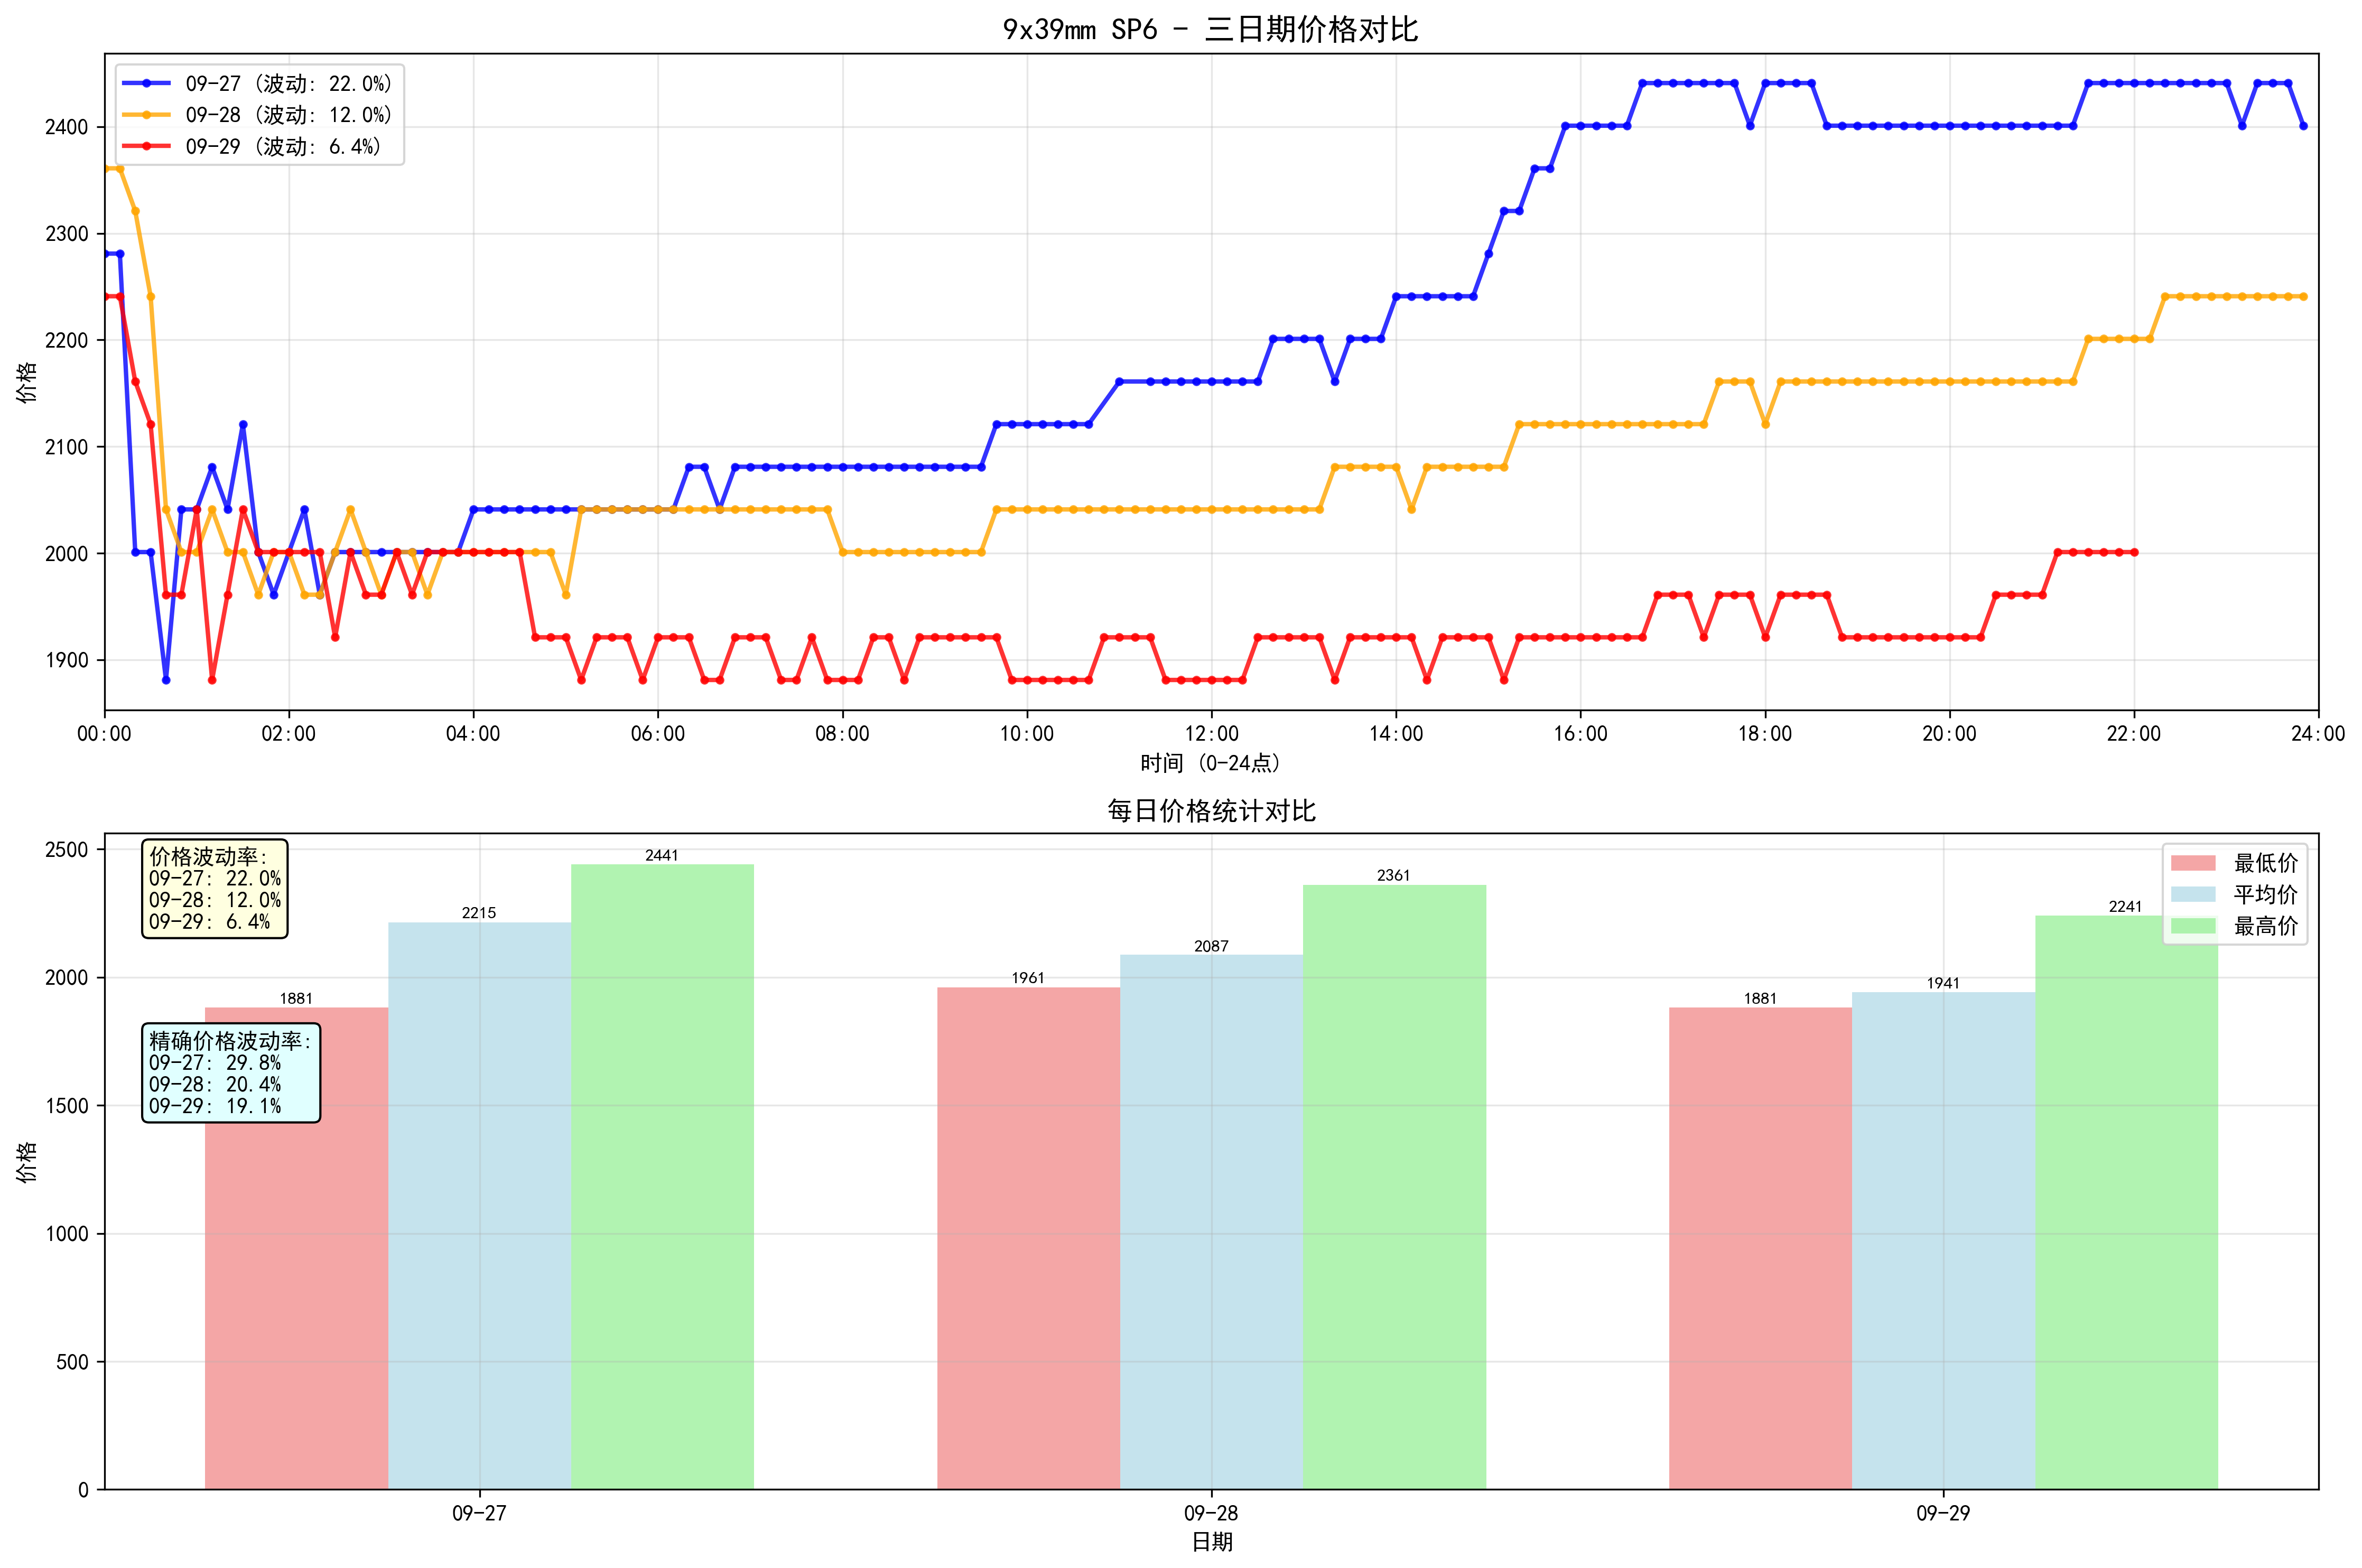 9x39mm SP6 - 三日期价格对比
09-27 (波动: 22.0%)
09-28 (波动: 12.0%)
09-29 (波动: 6.4%)
价格
2400
2300
2200
2100
2000
1900
00:00 02:00 04:00 06:00 08:00 10:00 12:00 14:00 16:00 18:00 20:00 22:00 24:00
时间 (0-24点)
每日价格统计对比
价格
2500
2000
1500
1000
500
0
价格波动率:
09-27: 22.0%
09-28: 12.0%
09-29: 6.4%
精确价格波动率:
09-27: 29.8%
09-28: 20.4%
09-29: 19.1%
1881 2215 2441
1961 2087 2361
1881 1941 2241
最低价
平均价
最高价
09-27 09-28 09-29
日期